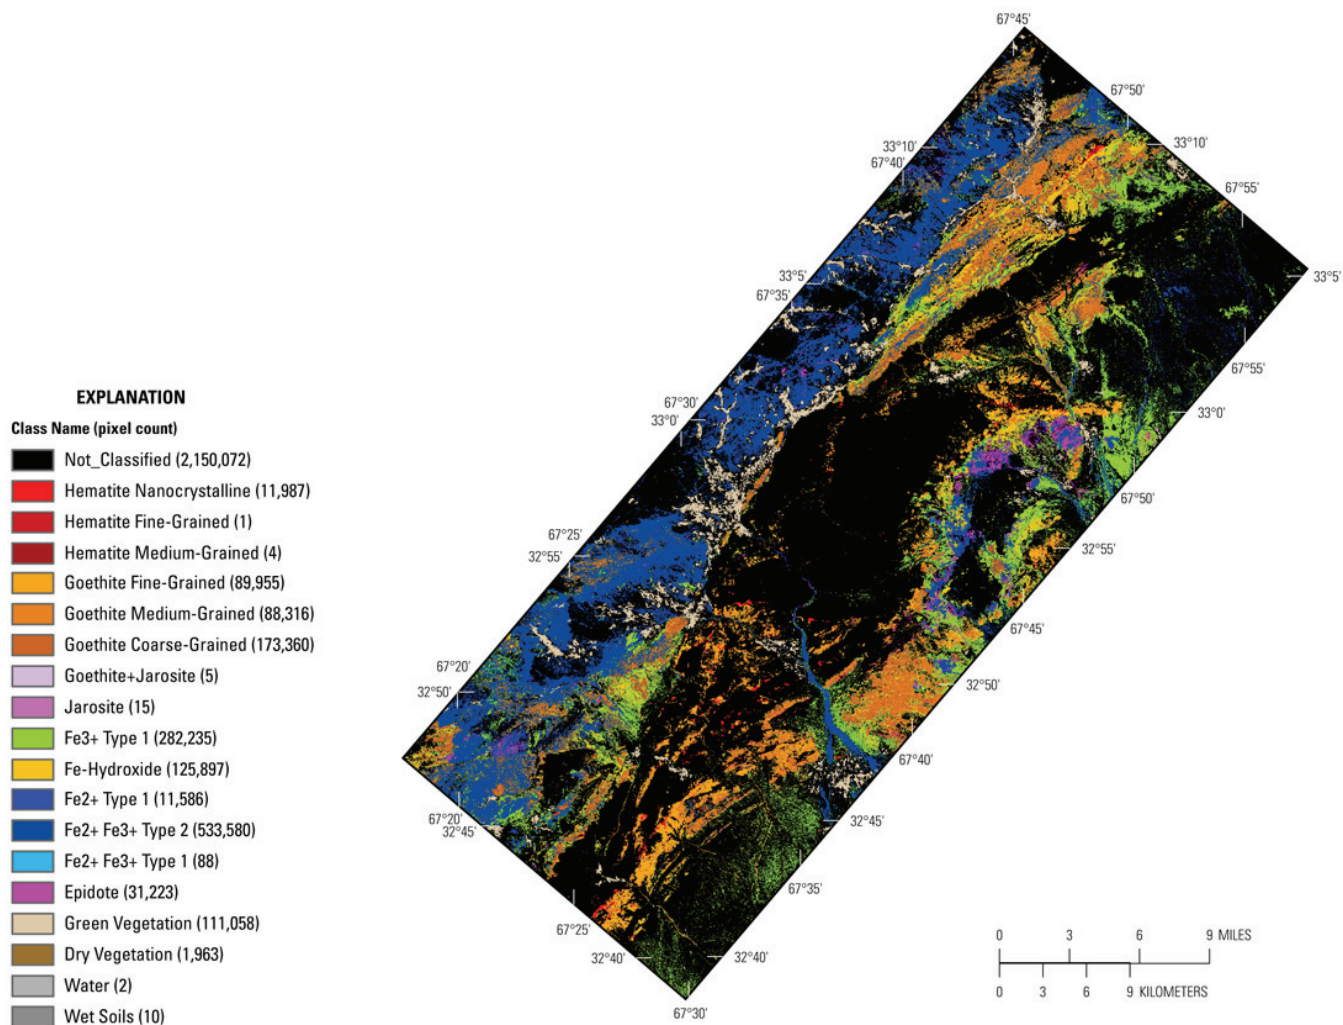 67°45'
67°50'
33°10'
67°40'
33°10'
67°55'
33°5'
67°35'
33°5'
67°55'
67°30'
33°0'
33°0'
67°50'
67°25'
32°55'
32°55'
67°45'
67°20'
32°50'
32°50'
67°40'
67°20'
32°45'
32°45'
67°35'
67°25'
32°40'
32°40'
67°30'
EXPLANATION
Class Name (pixel count)
Not_Classified (2,150,072)
Hematite Nanocrystalline (11,987)
Hematite Fine-Grained (1)
Hematite Medium-Grained (4)
Goethite Fine-Grained (89,955)
Goethite Medium-Grained (88,316)
Goethite Coarse-Grained (173,360)
Goethite+Jarosite (5)
Jarosite (15)
Fe3+ Type 1 (282,235)
Fe-Hydroxide (125,897)
Fe2+ Type 1 (11,586)
Fe2+ Fe3+ Type 2 (533,580)
Fe2+ Fe3+ Type 1 (88)
Epidote (31,223)
Green Vegetation (111,058)
Dry Vegetation (1,963)
Water (2)
Wet Soils (10)
0 3 6 9 MILES
0 3 6 9 KILOMETERS